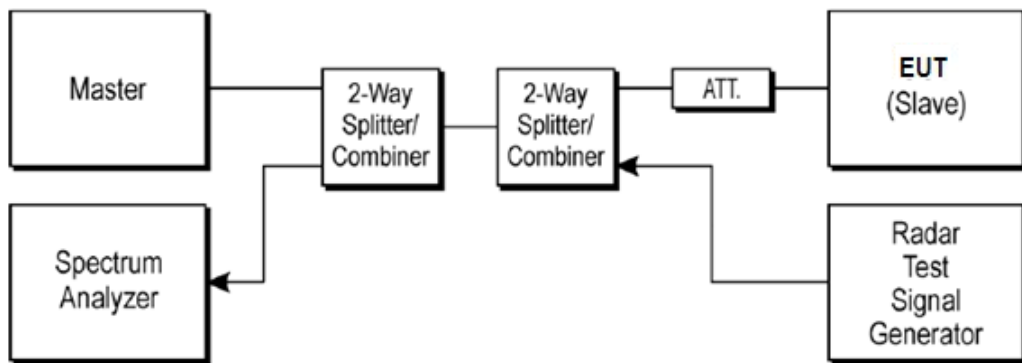 Master
2-Way
Splitter/
Combiner
2-Way
Splitter/
Combiner
ATT.
EUT
(Slave)
Spectrum
Analyzer
Radar
Test
Signal
Generator